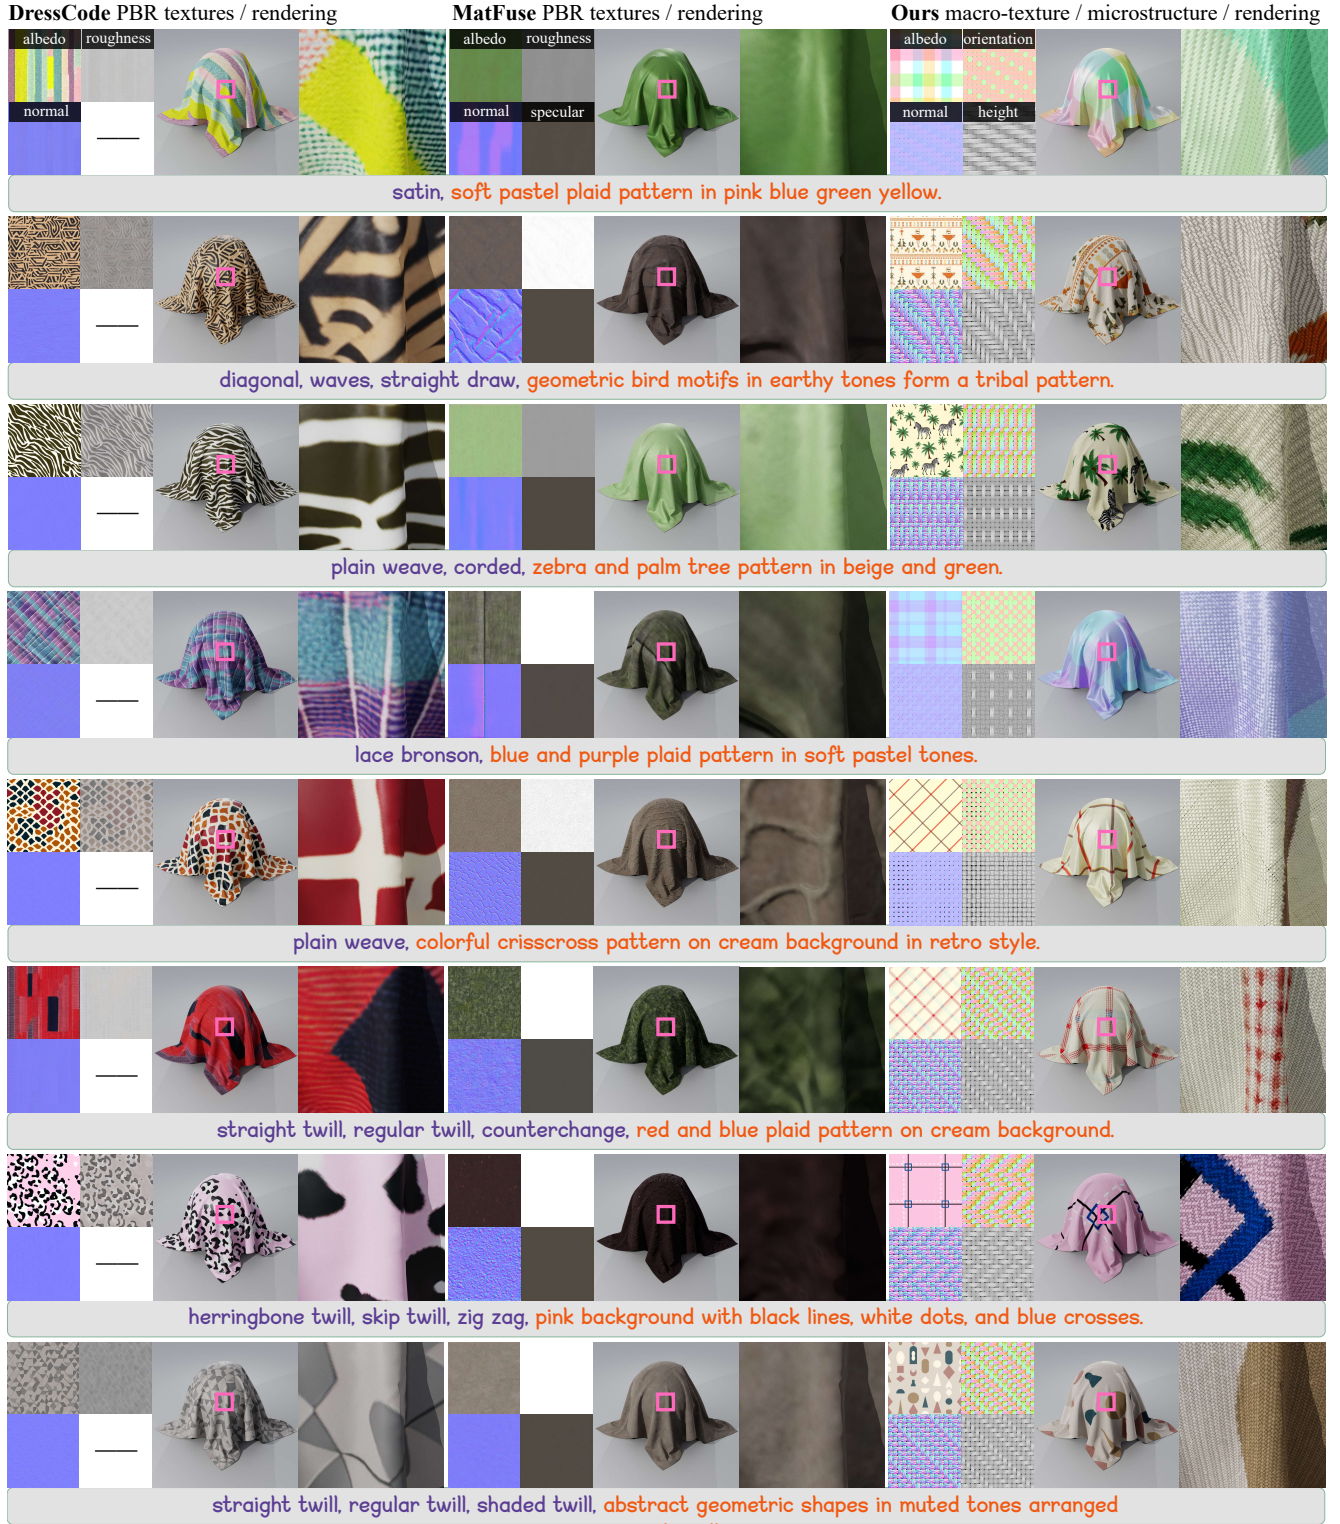 DressCode PBR textures / rendering
MatFuse PBR textures / rendering
Ours macro-texture / microstructure / rendering
albedo roughness
normal
albedo roughness
normal specular
albedo orientation
normal height
satin, soft pastel plaid pattern in pink blue green yellow.
diagonal, waves, straight draw, geometric bird motifs in earthy tones form a tribal pattern.
plain weave, corded, zebra and palm tree pattern in beige and green.
lace bronson, blue and purple plaid pattern in soft pastel tones.
plain weave, colorful crisscross pattern on cream background in retro style.
straight twill, regular twill, counterchange, red and blue plaid pattern on cream background.
herringbone twill, skip twill, zig zag, pink background with black lines, white dots, and blue crosses.
straight twill, regular twill, shaded twill, abstract geometric shapes in muted tones arranged